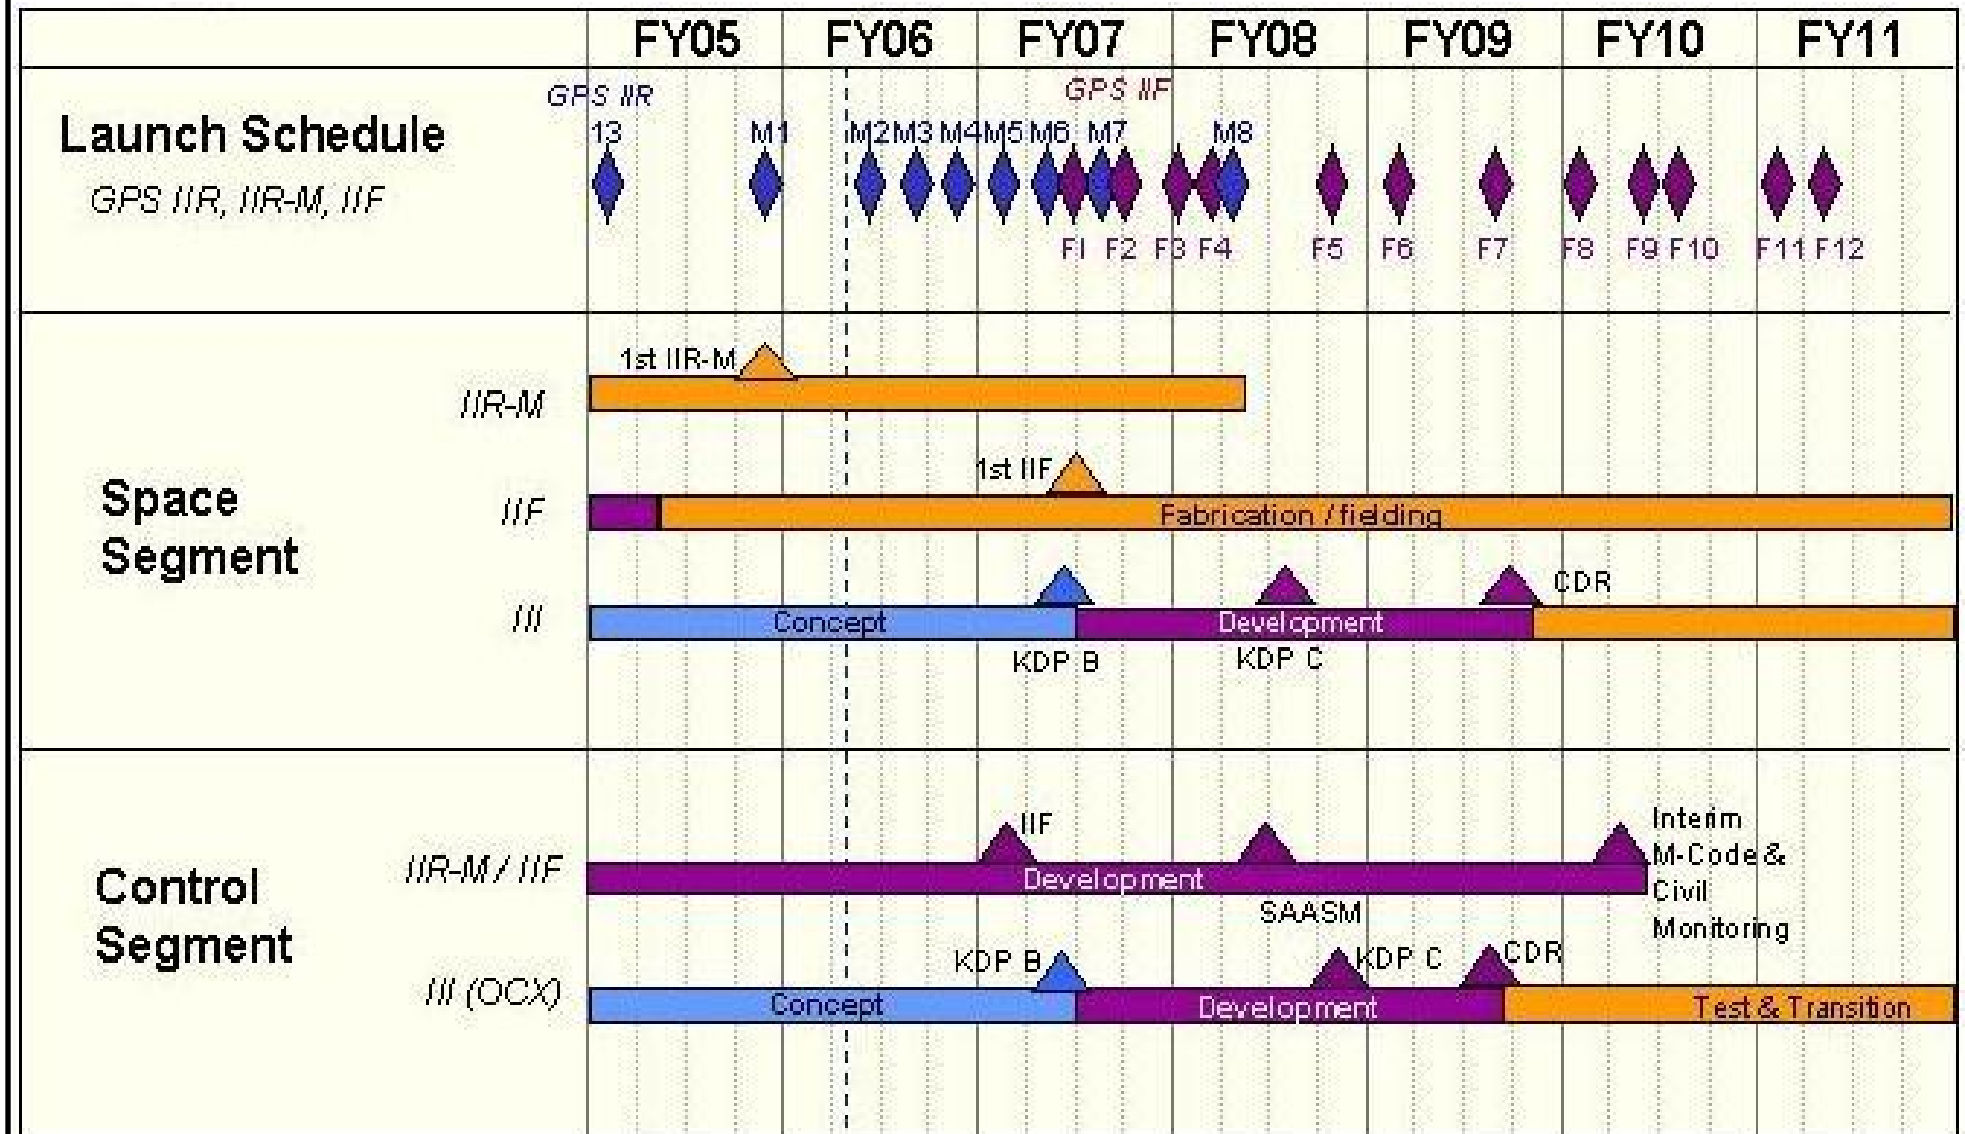 FY05 FY06 FY07 FY08 FY09 FY10 FY11
GPS IIR GPS IIF
Launch Schedule
13 M1 M2 M3 M4 M5 M6 M7 M8
GPS IIR, IIR-M, IIF
F1 F2 F3 F4 F5 F6 F7 F8 F9 F10 F11 F12
1st IIR-M
IIR-M
1st IIF
Space
Segment
IIF
Fabrication / fielding
CDR
III
Concept Development
KDP B KDP C
IIF
Interim
M-Code &
Civil
Monitoring
IIR-M / IIF
Development
Control
Segment
SAASM
KDP B KDP C CDR
III (OCX)
Concept Development Test & Transition